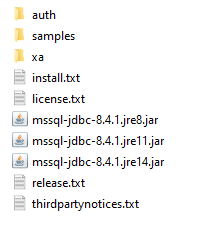 auth
samples
xa
install.txt
license.txt
mssql-jdbc-8.4.1.jre8.jar
mssql-jdbc-8.4.1.jre11.jar
mssql-jdbc-8.4.1.jre14.jar
release.txt
thirdpartynotices.txt